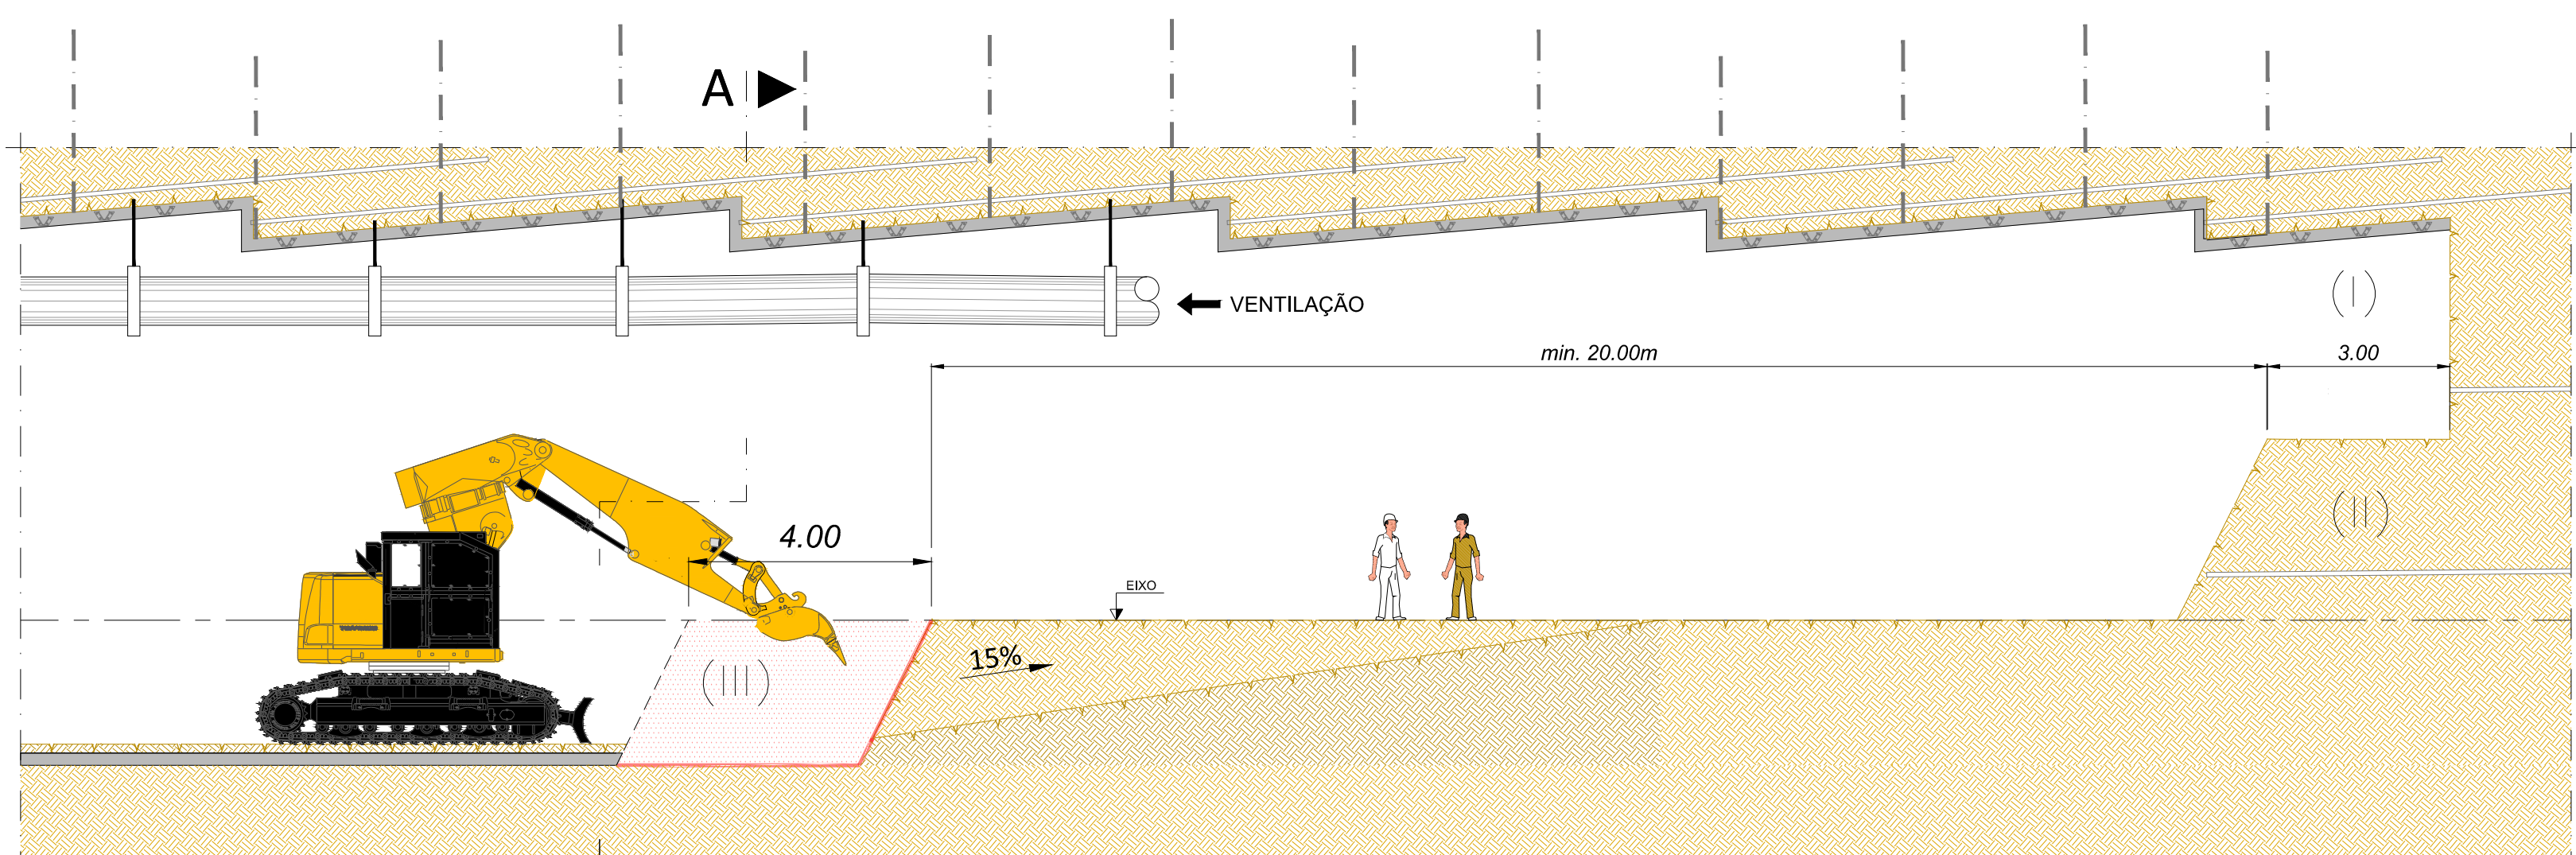 A
VENTILAÇÃO
(I)
min. 20.00m
3.00
(II)
4.00
EIXO
15%
(III)